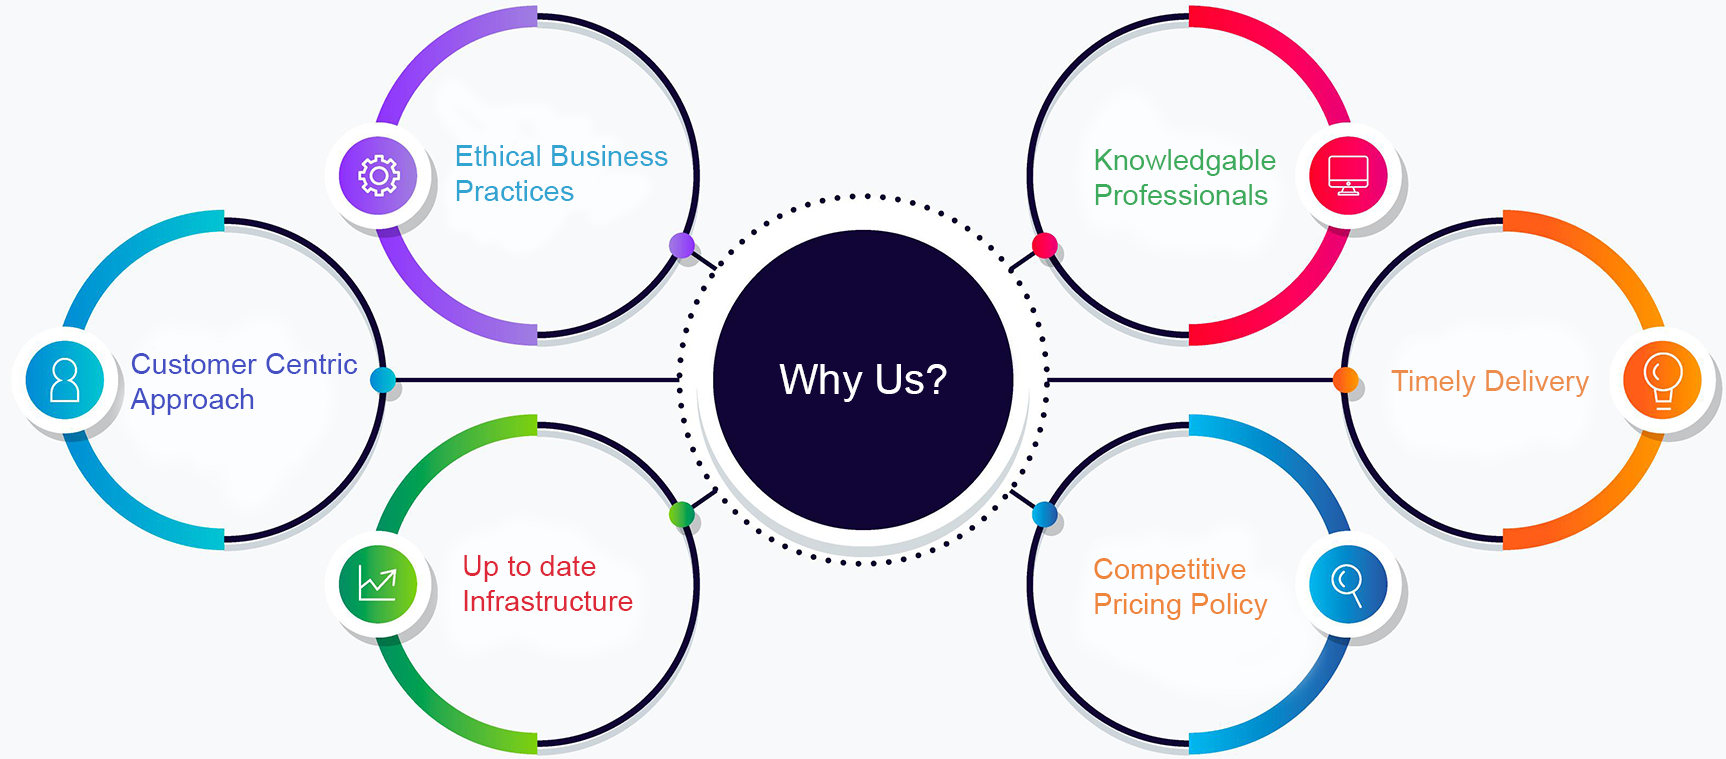 Ethical Business
Practices
Knowledgable
Professionals
Customer Centric
Approach
Why Us?
Timely Delivery
Up to date
Infrastructure
Competitive
Pricing Policy